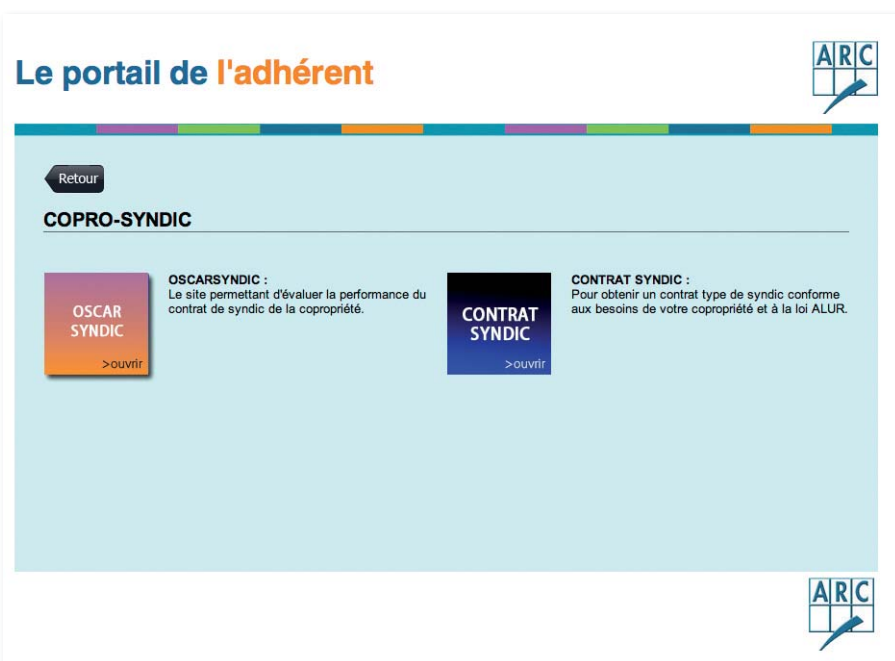 Le portail de l'adhérent
ARC
Retour
COPRO-SYNDIC
OSCAR
SYNDIC
>ouvrir
OSCARSYNDIC :
Le site permettant d'évaluer la performance du
contrat de syndic de la copropriété.
CONTRAT
SYNDIC
>ouvrir
CONTRAT SYNDIC :
Pour obtenir un contrat type de syndic conforme
aux besoins de votre copropriété et à la loi ALUR.
ARC